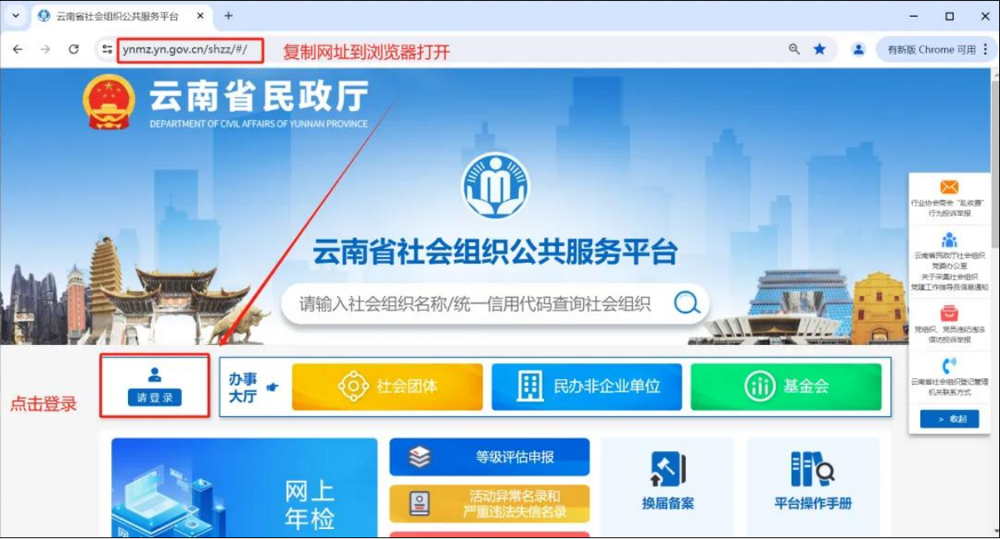 云南省社会组织公共服务平台
ynmz.yn.gov.cn/shzz/#/
复制网址到浏览器打开
有新版 Chrome 可用
云南省民政厅
DEPARTMENT OF CIVIL AFFAIRS OF YUNNAN PROVINCE
云南省社会组织公共服务平台
请输入社会组织名称/统一信用代码查询社会组织
行业协会商会“乱收费”
行为投诉举报
云南省民政厅社会组织
党委办公室
关于采集社会组织
党建工作指导员信息通知
党组织、党员违纪违法
信访投诉举报
云南省社会组织登记管理
机关联系方式
> 收起
点击登录
请登录
办事
大厅
社会团体
民办非企业单位
基金会
网上
年检
等级评估申报
活动异常名录和
严重违法失信名录
换届备案
平台操作手册